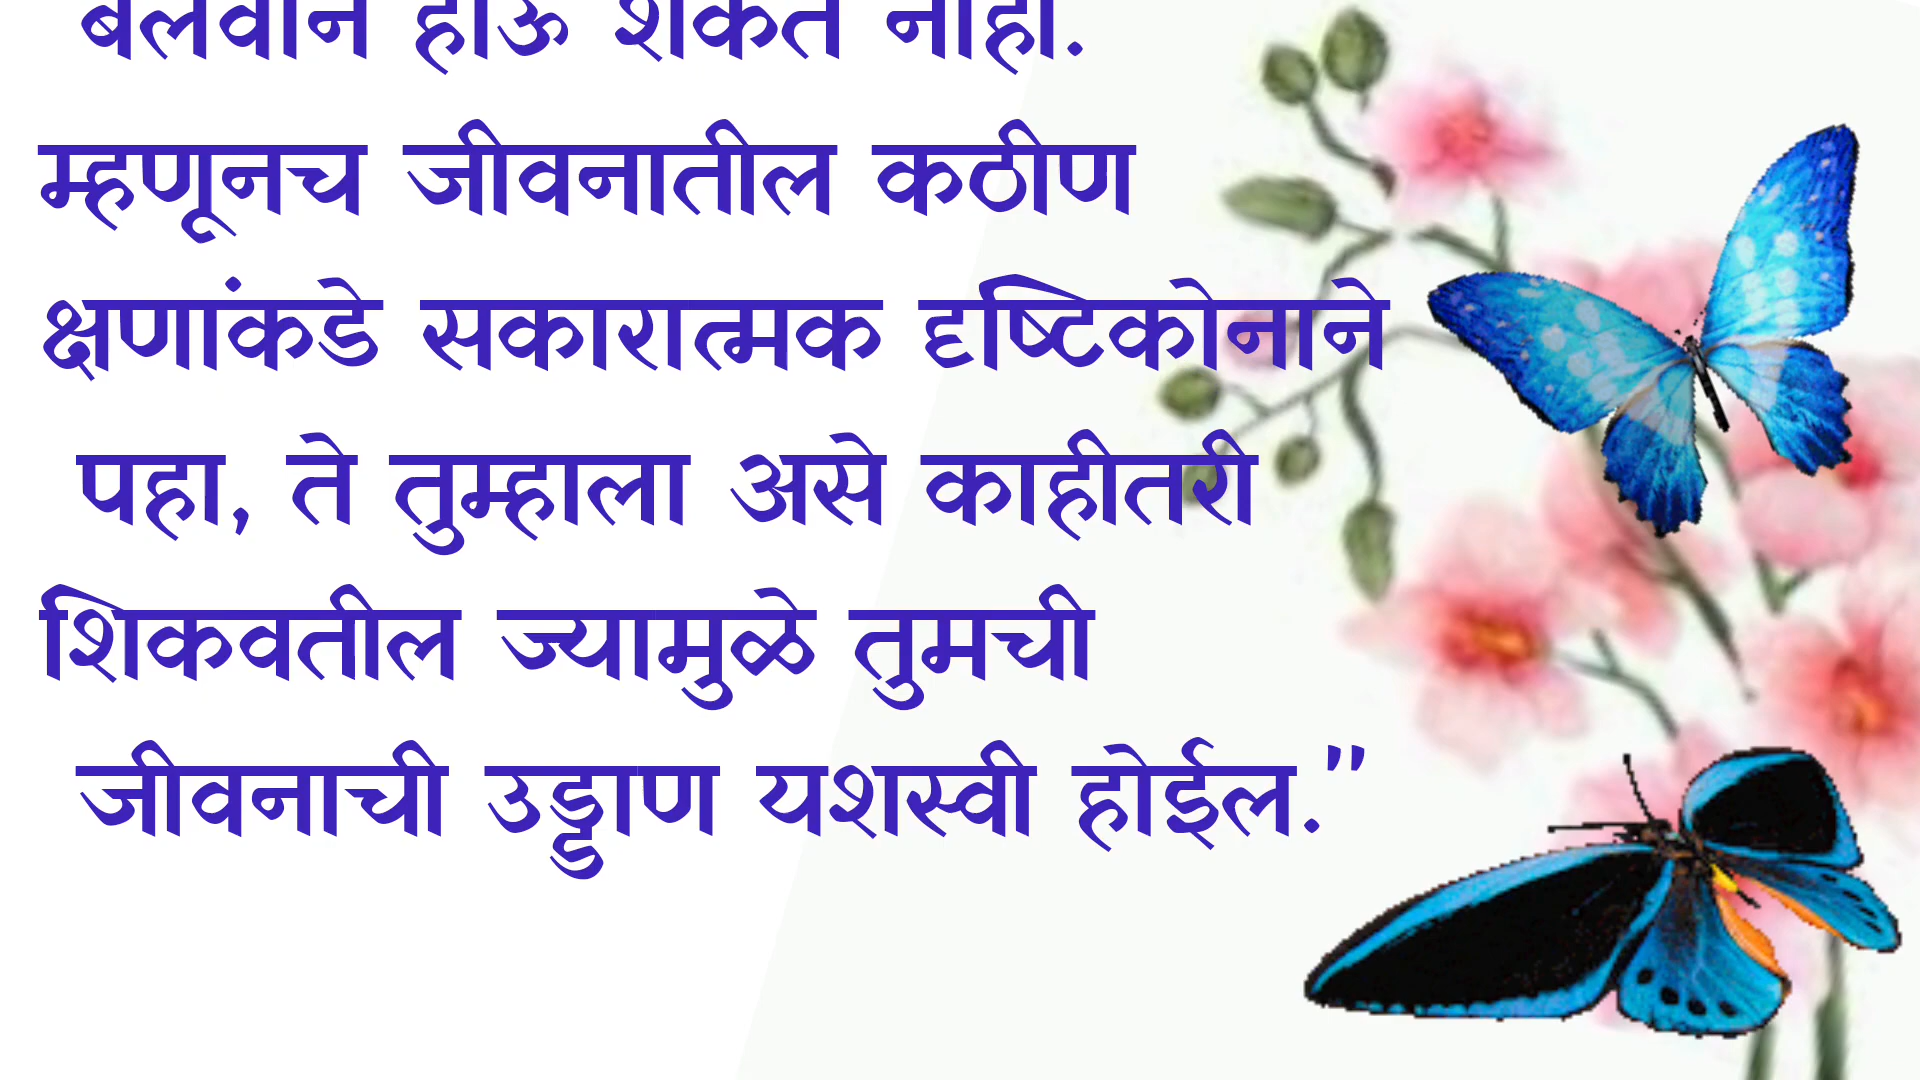 बलवान होऊ शकत नाही.
म्हणूनच जीवनातील कठीण
क्षणांकडे सकारात्मक दृष्टिकोनाने
पहा, ते तुम्हाला असे काहीतरी
शिकवतील ज्यामुळे तुमची
जीवनाची उड्डाण यशस्वी होईल."